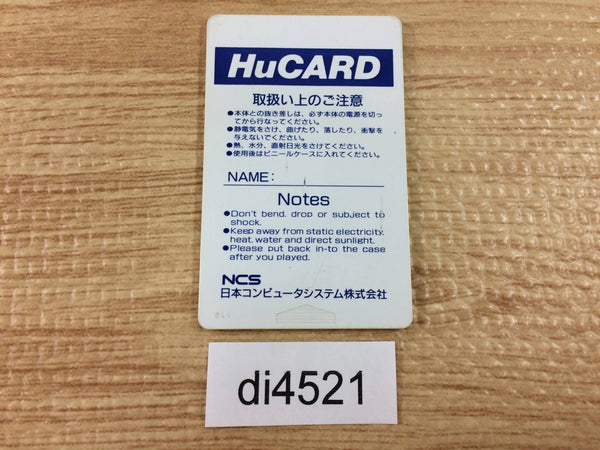 HuCARD
取扱い上のご注意
●本体との抜き差しは、必ず本体の電源を切っ
てから行なってください。
●静電気をさけ、曲げたり、落したり、衝撃を
与えないでください。
●熱、水分、直射日光をさけてください。
●使用後はビニールケースに入れてください。
NAME:
Notes
●Don't bend, drop or subject to
shock.
●Keep away from static electricity,
heat, water and direct sunlight.
●Please put back in-to the case
after you played.
NCS
日本コンピュータシステム株式会社
di4521